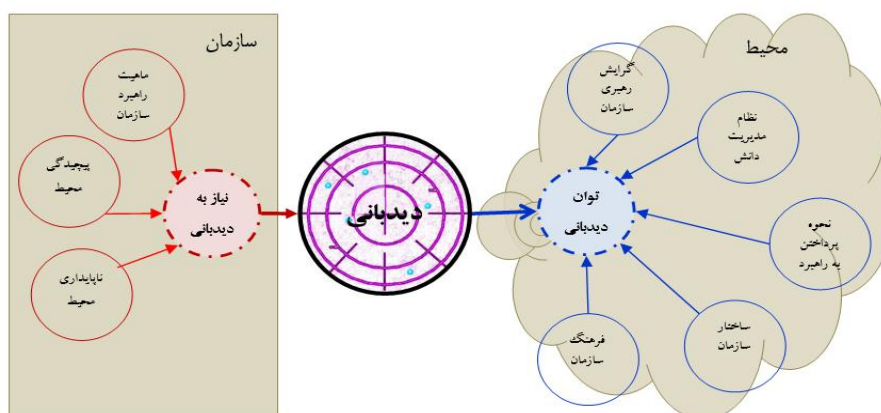 سازمان
ماهیت
راهبرد
سازمان
پیچیدگی
محیط
ناپایداری
محیط
نیاز به
دیدبانی
دیدبانی
محیط
گرایش
رهبری
سازمان
نظام
مدیریت
دانش
توان
دیدبانی
نحوه
پرداختن
به راهبرد
ساختار
سازمان
فرهنگ
سازمان